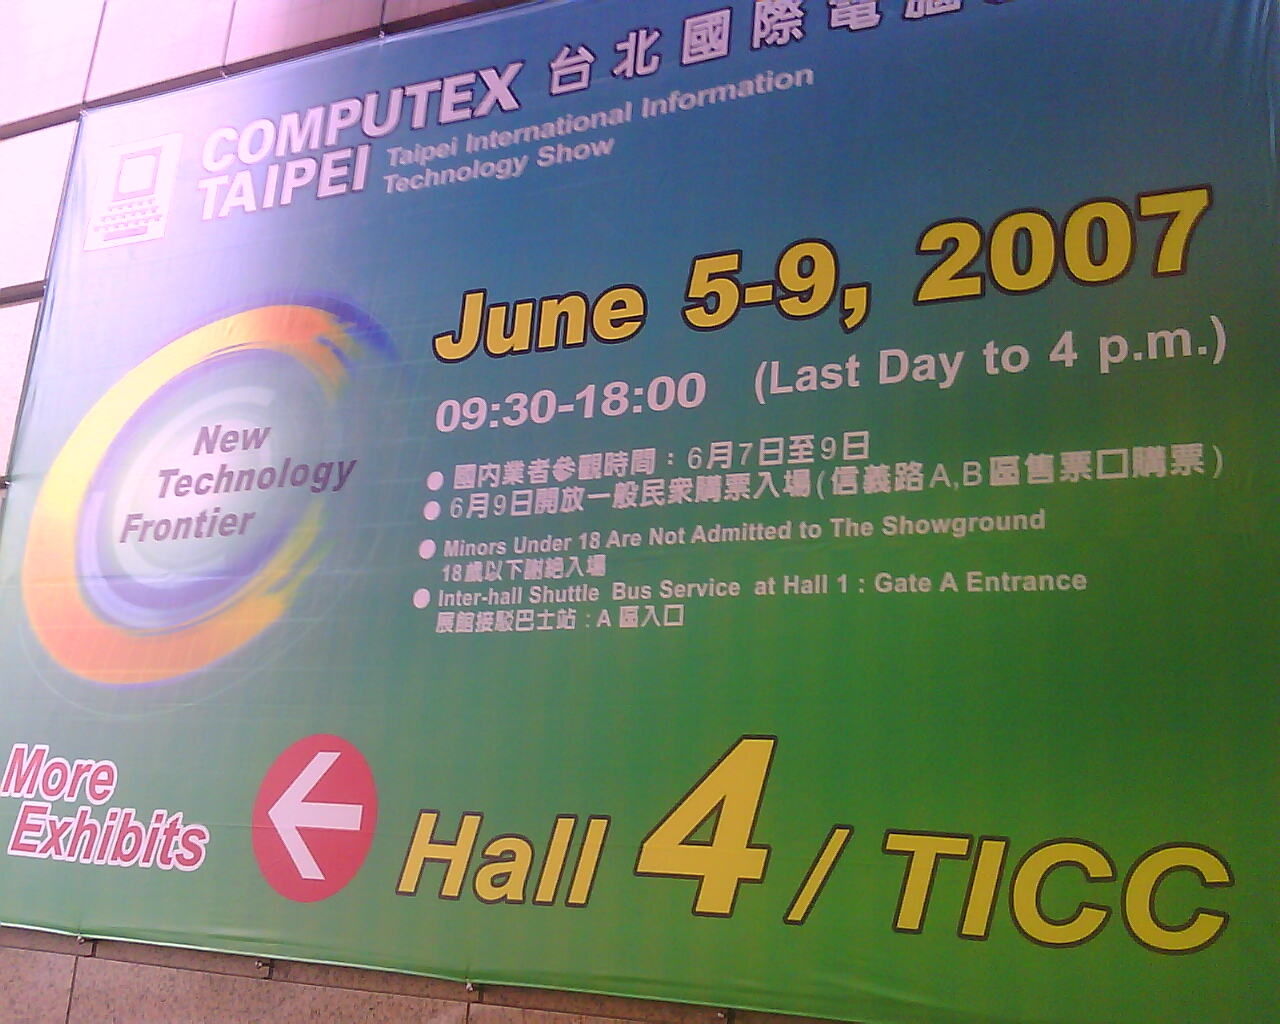 COMPUTEX 台北國際電腦
TAIPEI Taipei International Information
Technology Show
June 5-9, 2007
09:30-18:00 (Last Day to 4 p.m.)
New
Technology
Frontier
● 國內業者參觀時間：6月7日至9日
● 6月9日開放一般民眾購票入場(信義路A,B區售票口購票)
● Minors Under 18 Are Not Admitted to The Showground
18歲以下謝絕入場
● Inter-hall Shuttle Bus Service at Hall 1 : Gate A Entrance
展館接駁巴士站：A 區入口
More
Exhibits
Hall 4 / TICC